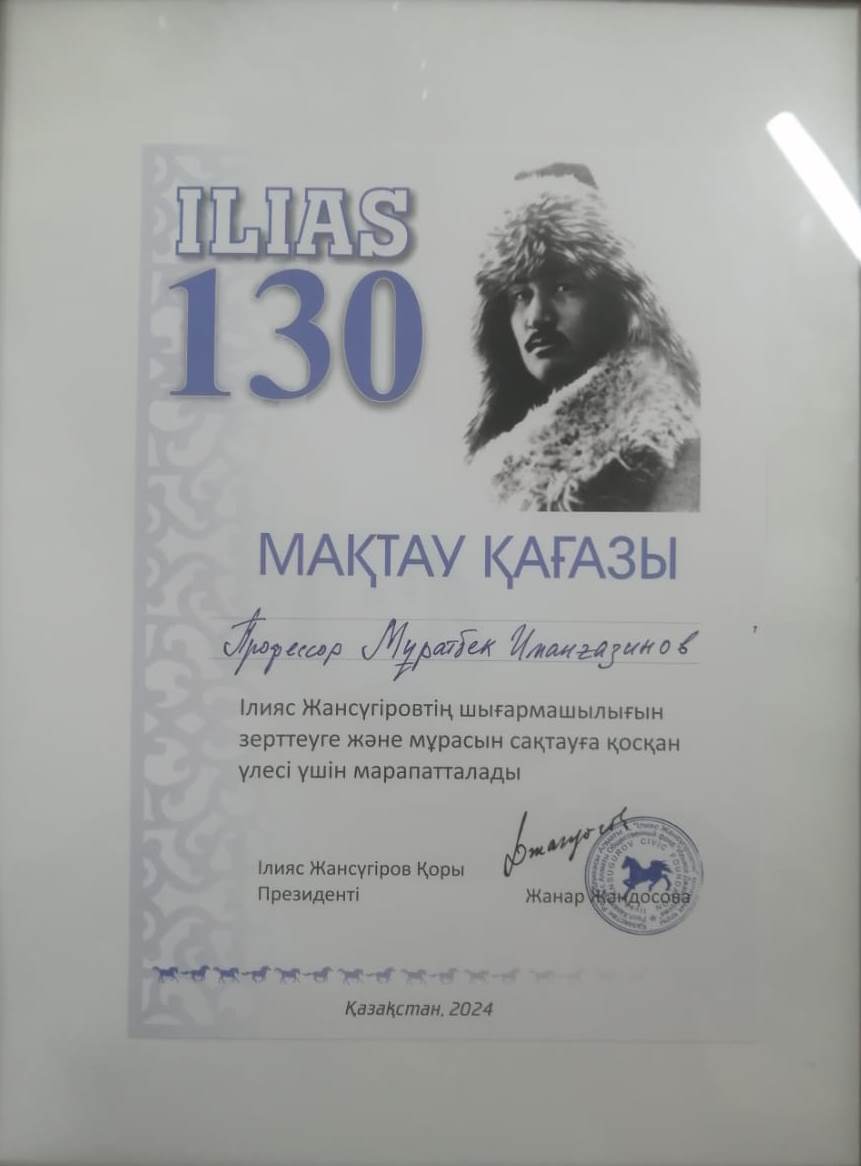 ILIAS
130
МАҚТАУ ҚАҒАЗЫ
Профессор Мұратбек Иманғазинов
Ілияс Жансүгіровтің шығармашылығын
зерттеуге және мұрасын сақтауға қосқан
үлесі үшін марапатталады
Ілияс Жансүгіров Қоры
Президенті
Жанар Жандосова
Қазақстан, 2024